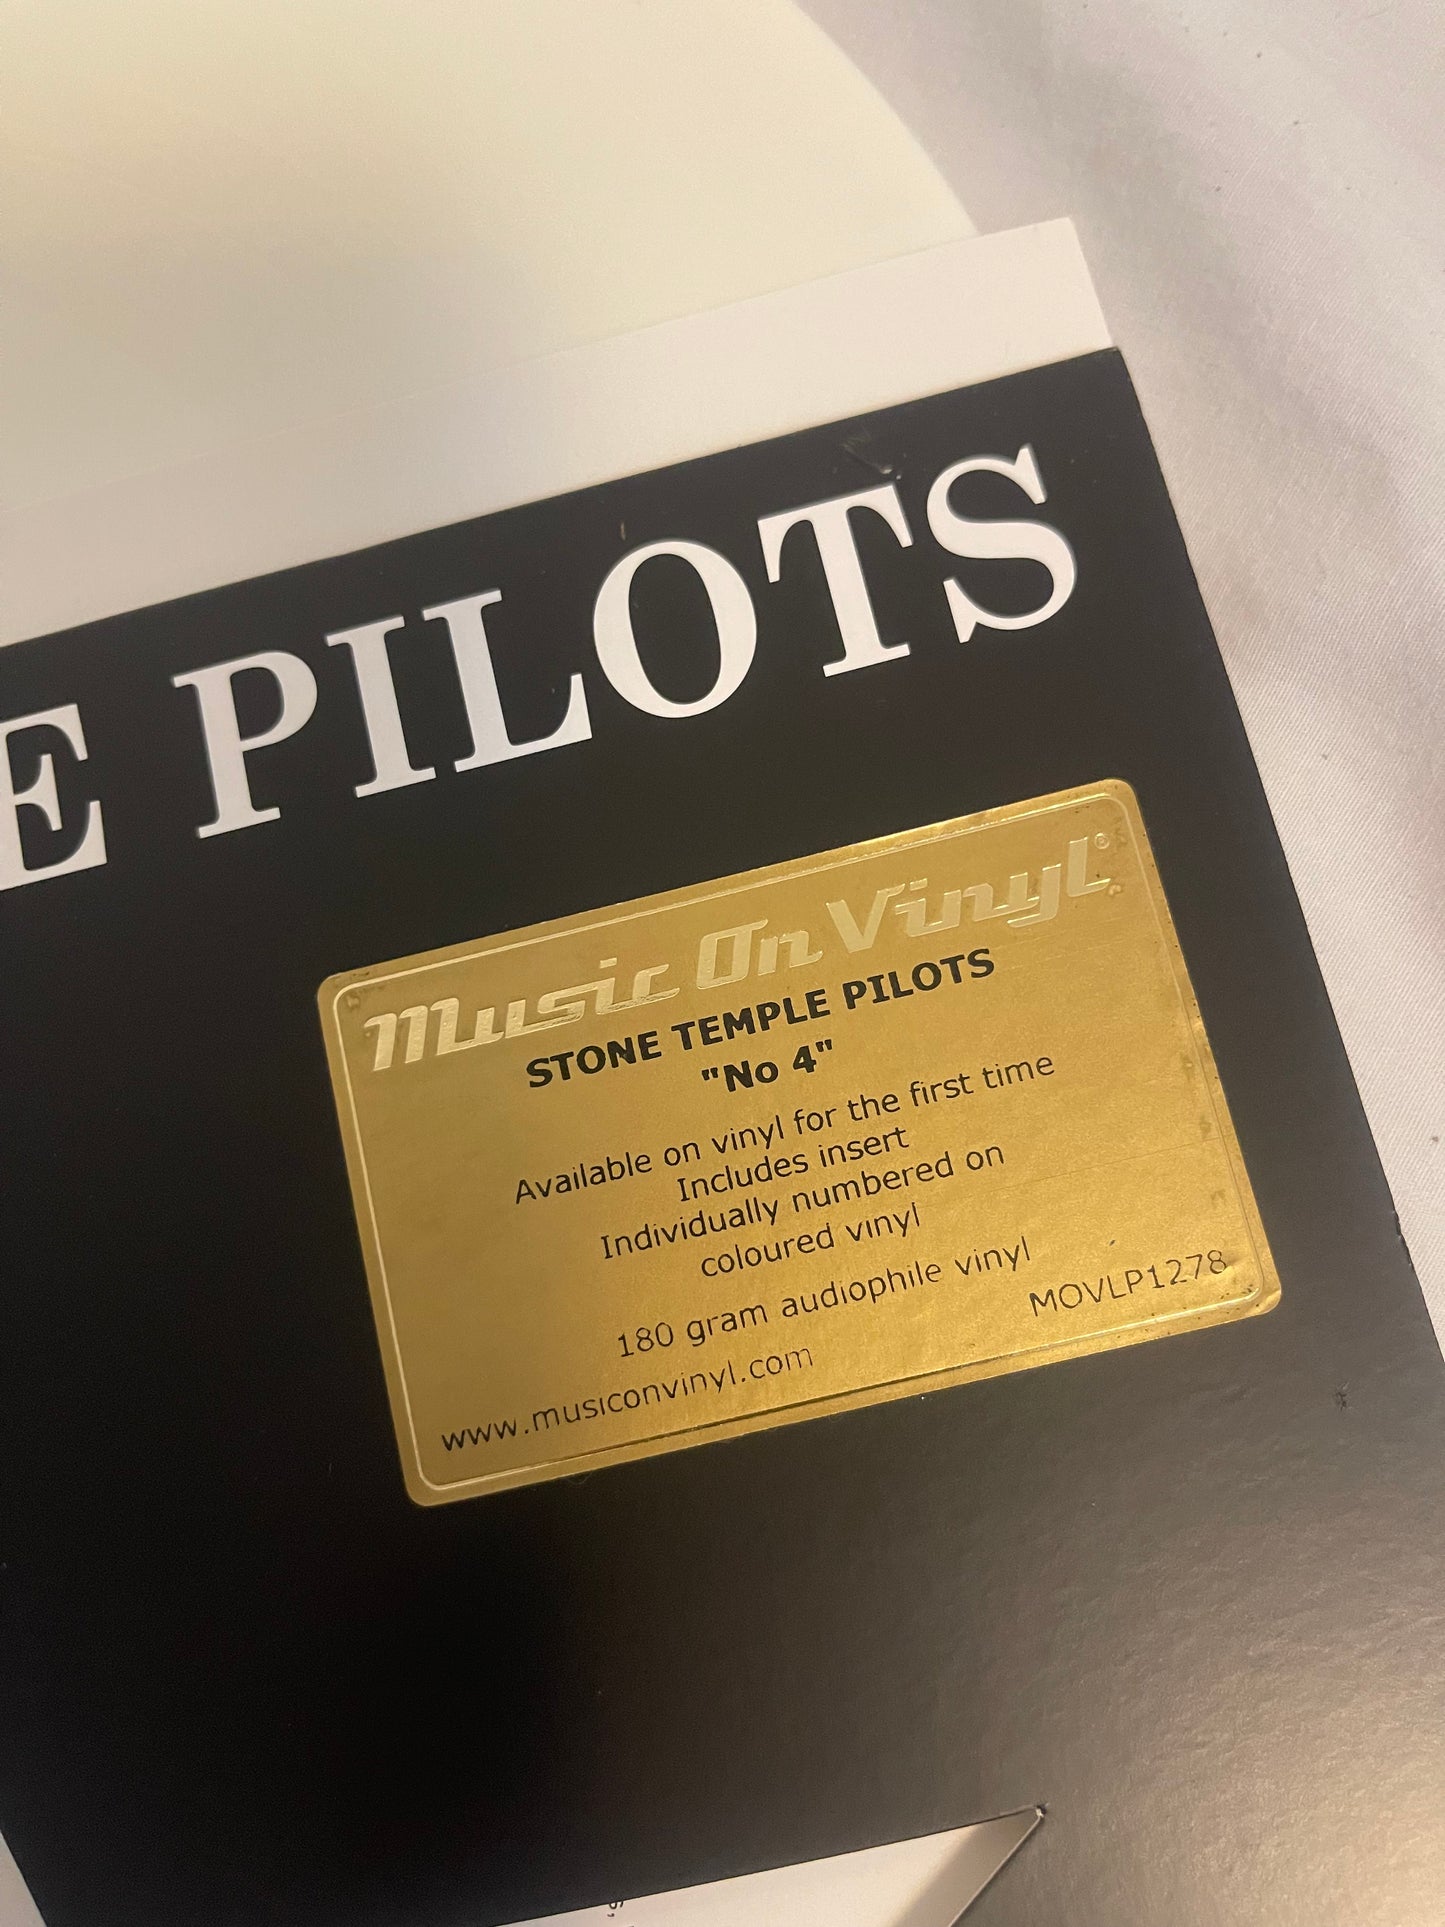 E PILOTS
Music On Vinyl®
STONE TEMPLE PILOTS
"No 4"
Available on vinyl for the first time
Includes insert
Individually numbered on
coloured vinyl
180 gram audiophile vinyl
MOVLP1278
www.musiconvinyl.com